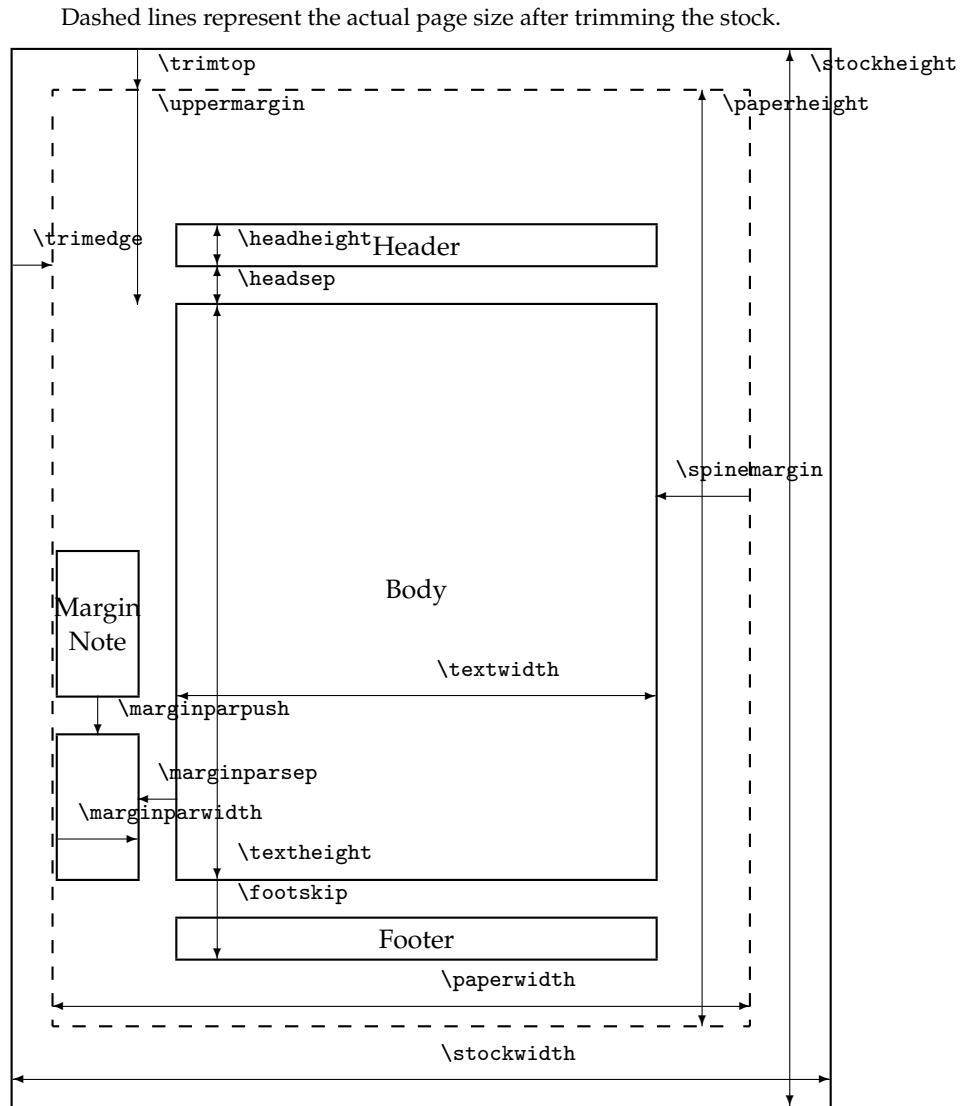 Dashed lines represent the actual page size after trimming the stock.
\trimtop
\stockheight
\uppermargin
\paperheight
\trimedge
\headheight
Header
\headsep
\spinemargin
Body
Margin
Note
\textwidth
\marginparpush
\marginparsep
\marginparwidth
\textheight
\footskip
Footer
\paperwidth
\stockwidth